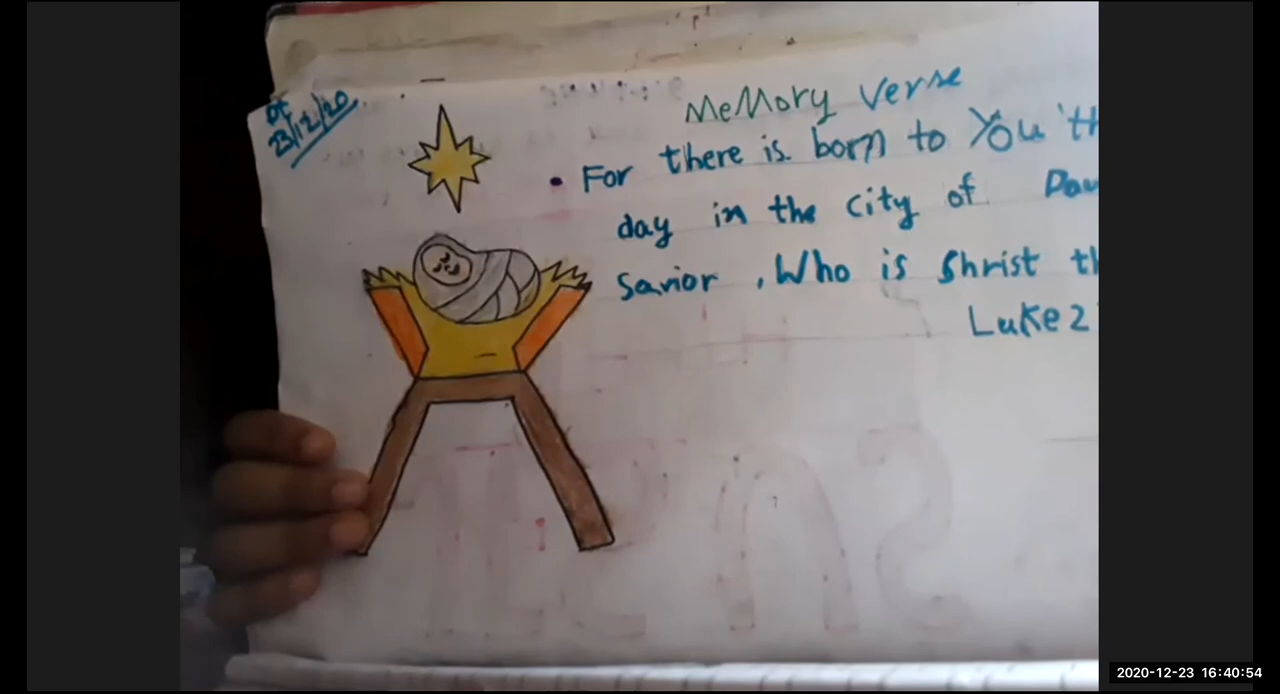 Dt
23/12/20
MeMory Verse
• For there is born to You th
day in the city of Dav
Savior , Who is Shrist th
Luke 2
2020-12-23 16:40:54